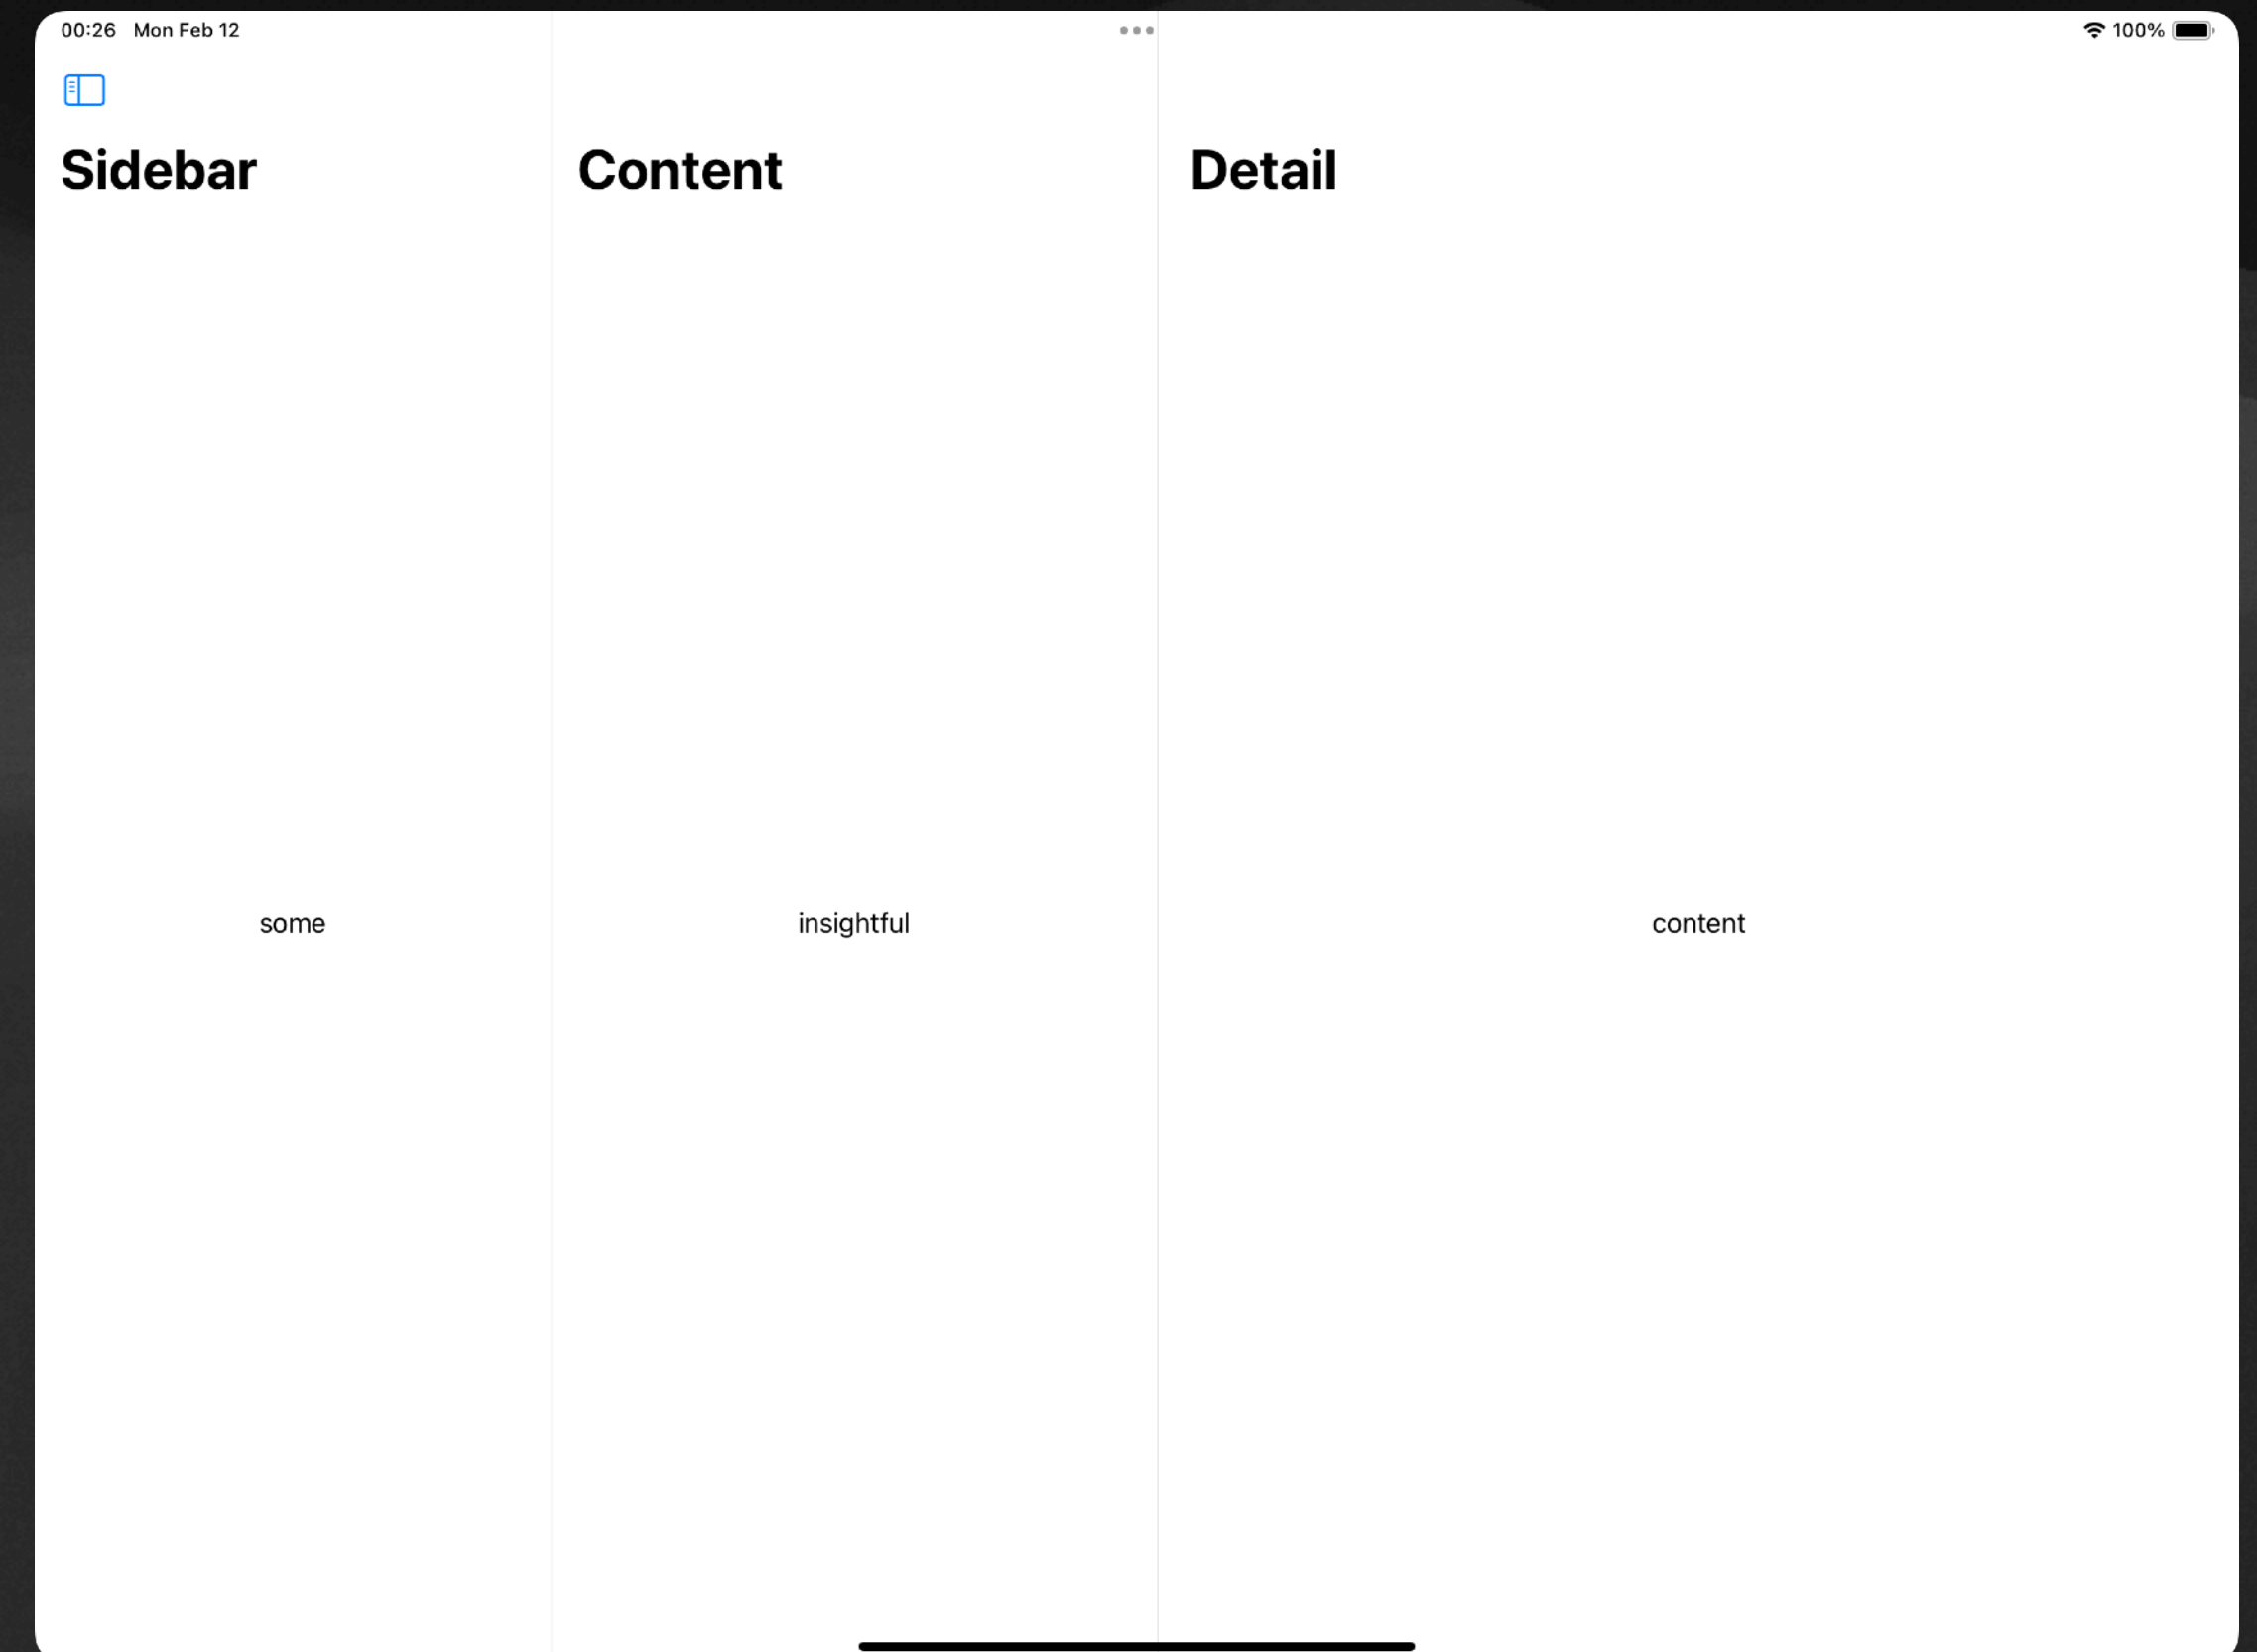 00:26 Mon Feb 12
100%
Sidebar
Content
Detail
some
insightful
content